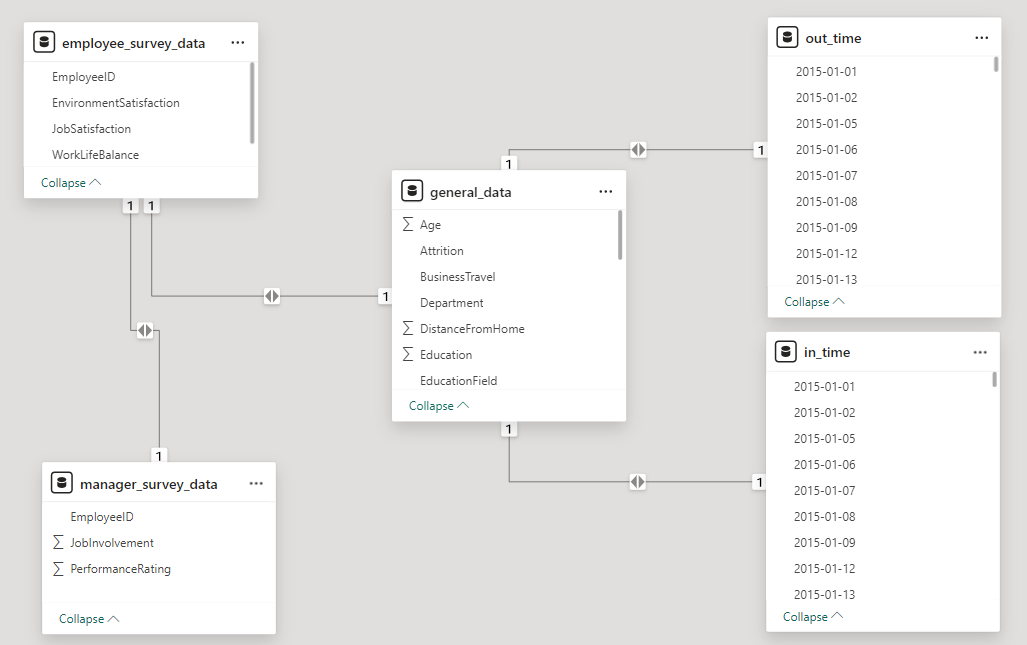 employee_survey_data
EmployeeID
EnvironmentSatisfaction
JobSatisfaction
WorkLifeBalance
Collapse
1 1
1
manager_survey_data
EmployeeID
∑ JobInvolvement
∑ PerformanceRating
Collapse
1
1
general_data
∑ Age
Attrition
BusinessTravel
Department
∑ DistanceFromHome
∑ Education
EducationField
Collapse
1
1
out_time
2015-01-01
2015-01-02
2015-01-05
2015-01-06
2015-01-07
2015-01-08
2015-01-09
2015-01-12
2015-01-13
Collapse
1
in_time
2015-01-01
2015-01-02
2015-01-05
2015-01-06
2015-01-07
2015-01-08
2015-01-09
2015-01-12
2015-01-13
Collapse